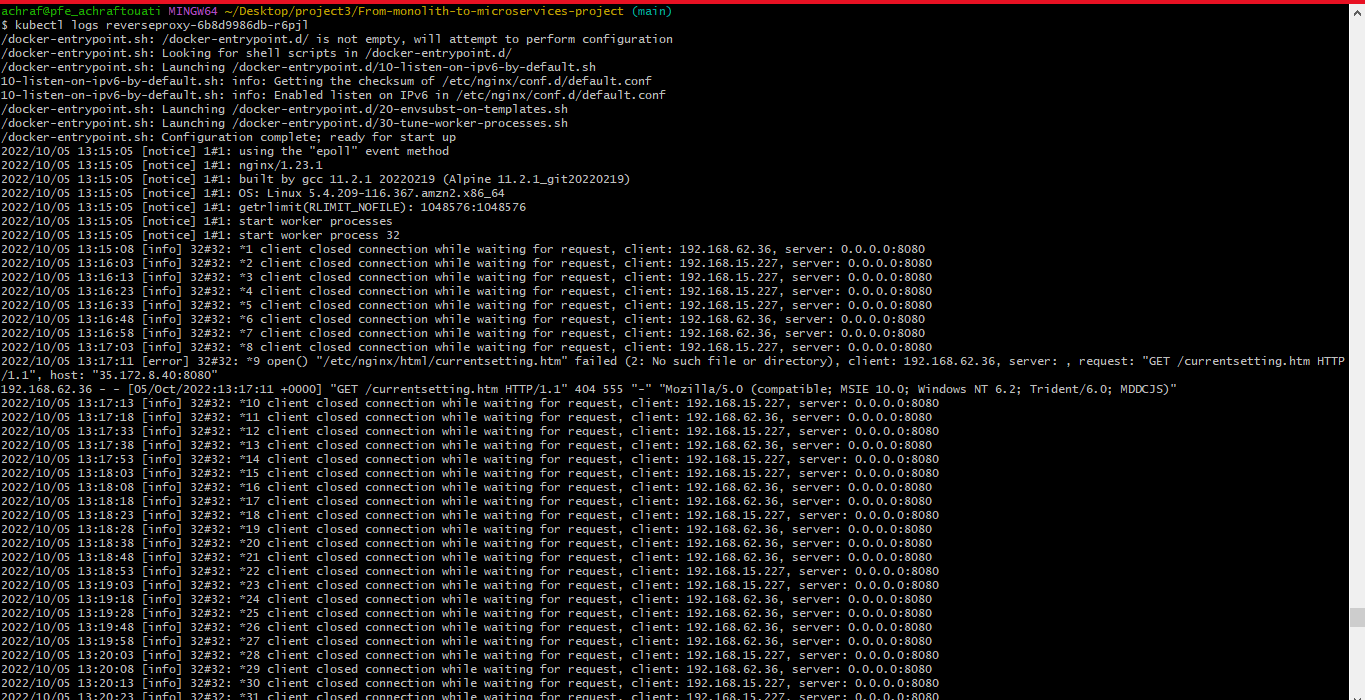 achraf@pfe_achraftouati MINGW64 ~/Desktop/project3/From-monolith-to-microservices-project (main)
$ kubectl logs reverseproxy-6b8d9986db-r6pjl
/docker-entrypoint.sh: /docker-entrypoint.d/ is not empty, will attempt to perform configuration
/docker-entrypoint.sh: Looking for shell scripts in /docker-entrypoint.d/
/docker-entrypoint.sh: Launching /docker-entrypoint.d/10-listen-on-ipv6-by-default.sh
10-listen-on-ipv6-by-default.sh: info: Getting the checksum of /etc/nginx/conf.d/default.conf
10-listen-on-ipv6-by-default.sh: info: Enabled listen on IPv6 in /etc/nginx/conf.d/default.conf
/docker-entrypoint.sh: Launching /docker-entrypoint.d/20-envsubst-on-templates.sh
/docker-entrypoint.sh: Launching /docker-entrypoint.d/30-tune-worker-processes.sh
/docker-entrypoint.sh: Configuration complete; ready for start up
2022/10/05 13:15:05 [notice] 1#1: using the "epoll" event method
2022/10/05 13:15:05 [notice] 1#1: nginx/1.23.1
2022/10/05 13:15:05 [notice] 1#1: built by gcc 11.2.1 20220219 (Alpine 11.2.1_git20220219)
2022/10/05 13:15:05 [notice] 1#1: OS: Linux 5.4.209-116.367.amzn2.x86_64
2022/10/05 13:15:05 [notice] 1#1: getrlimit(RLIMIT_NOFILE): 1048576:1048576
2022/10/05 13:15:05 [notice] 1#1: start worker processes
2022/10/05 13:15:05 [notice] 1#1: start worker process 32
2022/10/05 13:15:08 [info] 32#32: *1 client closed connection while waiting for request, client: 192.168.62.36, server: 0.0.0.0:8080
2022/10/05 13:16:03 [info] 32#32: *2 client closed connection while waiting for request, client: 192.168.15.227, server: 0.0.0.0:8080
2022/10/05 13:16:13 [info] 32#32: *3 client closed connection while waiting for request, client: 192.168.15.227, server: 0.0.0.0:8080
2022/10/05 13:16:23 [info] 32#32: *4 client closed connection while waiting for request, client: 192.168.15.227, server: 0.0.0.0:8080
2022/10/05 13:16:33 [info] 32#32: *5 client closed connection while waiting for request, client: 192.168.15.227, server: 0.0.0.0:8080
2022/10/05 13:16:48 [info] 32#32: *6 client closed connection while waiting for request, client: 192.168.62.36, server: 0.0.0.0:8080
2022/10/05 13:16:58 [info] 32#32: *7 client closed connection while waiting for request, client: 192.168.62.36, server: 0.0.0.0:8080
2022/10/05 13:17:03 [info] 32#32: *8 client closed connection while waiting for request, client: 192.168.15.227, server: 0.0.0.0:8080
2022/10/05 13:17:11 [error] 32#32: *9 open() "/etc/nginx/html/currentsetting.htm" failed (2: No such file or directory), client: 192.168.62.36, server: , request: "GET /currentsetting.htm HTTP
/1.1", host: "35.172.8.40:8080"
192.168.62.36 - - [05/Oct/2022:13:17:11 +0000] "GET /currentsetting.htm HTTP/1.1" 404 555 "-" "Mozilla/5.0 (compatible; MSIE 10.0; Windows NT 6.2; Trident/6.0; MDDCJS)"
2022/10/05 13:17:13 [info] 32#32: *10 client closed connection while waiting for request, client: 192.168.15.227, server: 0.0.0.0:8080
2022/10/05 13:17:18 [info] 32#32: *11 client closed connection while waiting for request, client: 192.168.62.36, server: 0.0.0.0:8080
2022/10/05 13:17:33 [info] 32#32: *12 client closed connection while waiting for request, client: 192.168.15.227, server: 0.0.0.0:8080
2022/10/05 13:17:38 [info] 32#32: *13 client closed connection while waiting for request, client: 192.168.62.36, server: 0.0.0.0:8080
2022/10/05 13:17:53 [info] 32#32: *14 client closed connection while waiting for request, client: 192.168.15.227, server: 0.0.0.0:8080
2022/10/05 13:18:03 [info] 32#32: *15 client closed connection while waiting for request, client: 192.168.15.227, server: 0.0.0.0:8080
2022/10/05 13:18:08 [info] 32#32: *16 client closed connection while waiting for request, client: 192.168.62.36, server: 0.0.0.0:8080
2022/10/05 13:18:18 [info] 32#32: *17 client closed connection while waiting for request, client: 192.168.62.36, server: 0.0.0.0:8080
2022/10/05 13:18:23 [info] 32#32: *18 client closed connection while waiting for request, client: 192.168.15.227, server: 0.0.0.0:8080
2022/10/05 13:18:28 [info] 32#32: *19 client closed connection while waiting for request, client: 192.168.62.36, server: 0.0.0.0:8080
2022/10/05 13:18:38 [info] 32#32: *20 client closed connection while waiting for request, client: 192.168.62.36, server: 0.0.0.0:8080
2022/10/05 13:18:48 [info] 32#32: *21 client closed connection while waiting for request, client: 192.168.62.36, server: 0.0.0.0:8080
2022/10/05 13:18:53 [info] 32#32: *22 client closed connection while waiting for request, client: 192.168.15.227, server: 0.0.0.0:8080
2022/10/05 13:19:03 [info] 32#32: *23 client closed connection while waiting for request, client: 192.168.15.227, server: 0.0.0.0:8080
2022/10/05 13:19:18 [info] 32#32: *24 client closed connection while waiting for request, client: 192.168.62.36, server: 0.0.0.0:8080
2022/10/05 13:19:28 [info] 32#32: *25 client closed connection while waiting for request, client: 192.168.62.36, server: 0.0.0.0:8080
2022/10/05 13:19:48 [info] 32#32: *26 client closed connection while waiting for request, client: 192.168.62.36, server: 0.0.0.0:8080
2022/10/05 13:19:58 [info] 32#32: *27 client closed connection while waiting for request, client: 192.168.62.36, server: 0.0.0.0:8080
2022/10/05 13:20:03 [info] 32#32: *28 client closed connection while waiting for request, client: 192.168.15.227, server: 0.0.0.0:8080
2022/10/05 13:20:08 [info] 32#32: *29 client closed connection while waiting for request, client: 192.168.62.36, server: 0.0.0.0:8080
2022/10/05 13:20:13 [info] 32#32: *30 client closed connection while waiting for request, client: 192.168.15.227, server: 0.0.0.0:8080
2022/10/05 13:20:23 [info] 32#32: *31 client closed connection while waiting for request, client: 192.168.15.227, server: 0.0.0.0:8080